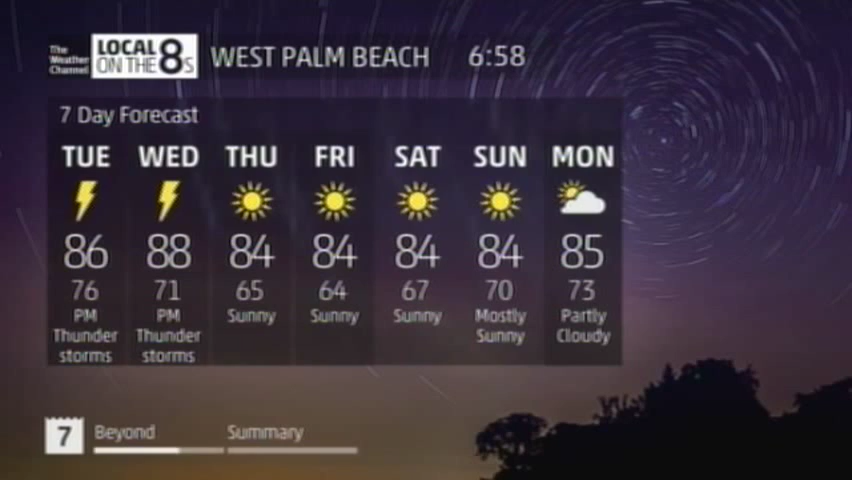 The Weather Channel LOCAL ON THE 8s WEST PALM BEACH 6:58
7 Day Forecast
TUE WED THU FRI SAT SUN MON
86 88 84 84 84 84 85
76 71 65 64 67 70 73
PM PM Sunny Sunny Sunny Mostly Partly
Thunder Thunder Sunny Cloudy
storms storms
7 Beyond Summary